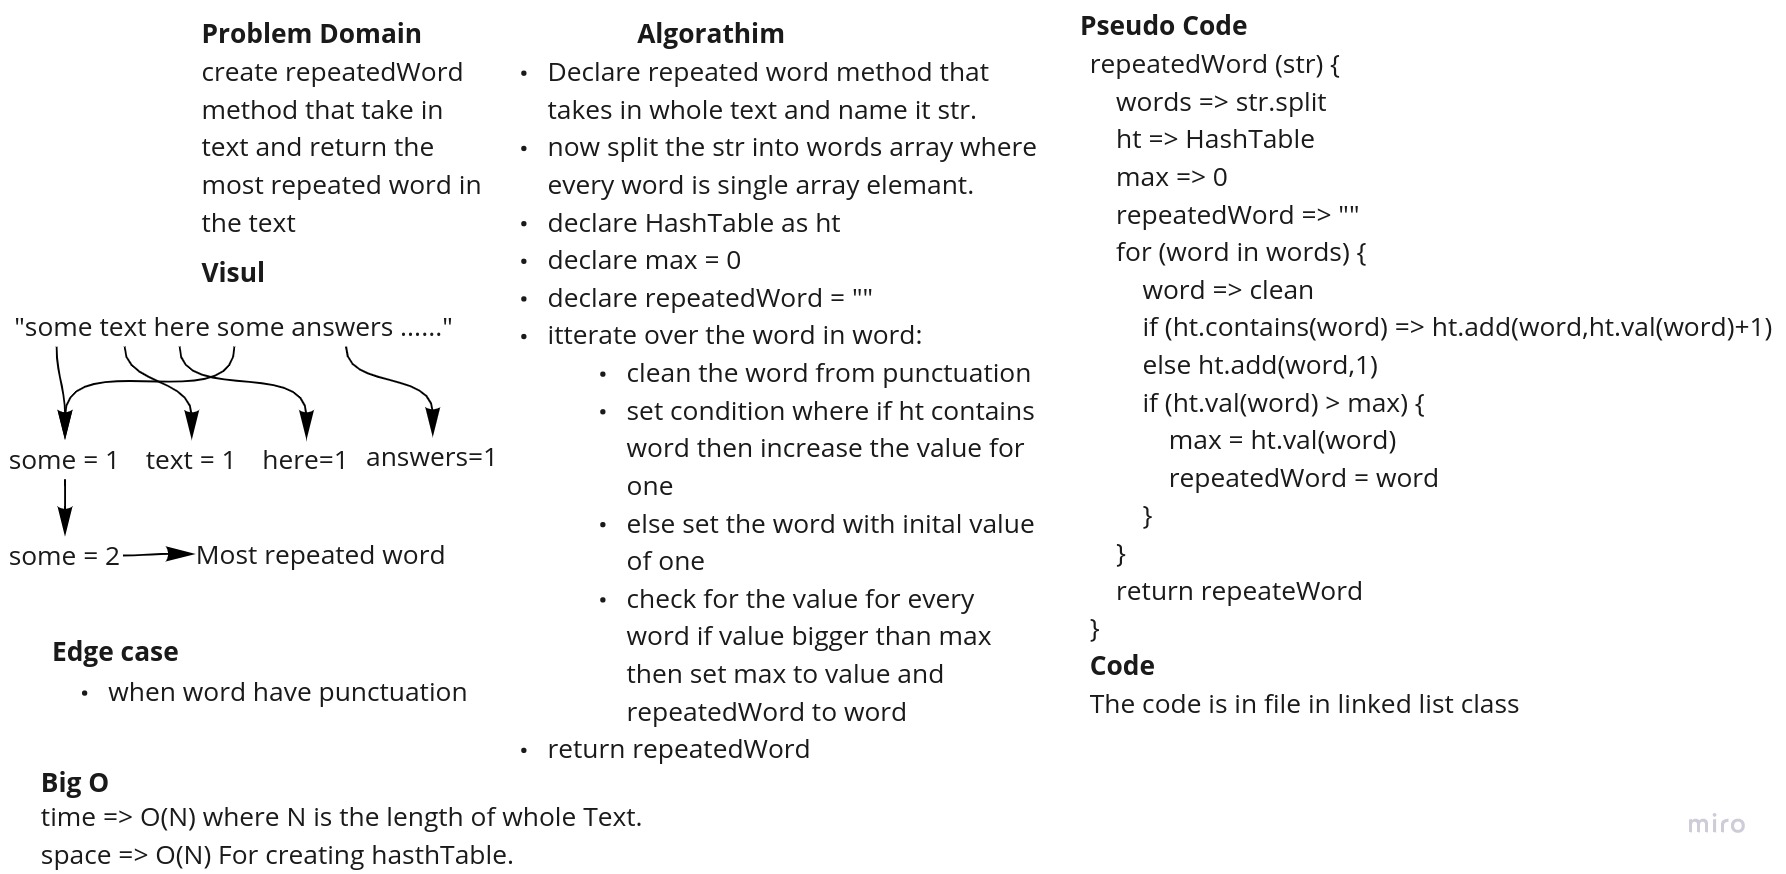 Problem Domain
create repeatedWord
method that take in
text and return the
most repeated word in
the text
Visul
"some text here some answers ......"
some = 1
text = 1
here=1
answers=1
some = 2
Most repeated word
Edge case
• when word have punctuation
Big O
time => O(N) where N is the length of whole Text.
space => O(N) For creating hasthTable.
Algorathim
• Declare repeated word method that
takes in whole text and name it str.
• now split the str into words array where
every word is single array elemant.
• declare HashTable as ht
• declare max = 0
• declare repeatedWord = ""
• itterate over the word in word:
• clean the word from punctuation
• set condition where if ht contains
word then increase the value for
one
• else set the word with inital value
of one
• check for the value for every
word if value bigger than max
then set max to value and
repeatedWord to word
• return repeatedWord
Pseudo Code
repeatedWord (str) {
words => str.split
ht => HashTable
max => 0
repeatedWord => ""
for (word in words) {
word => clean
if (ht.contains(word) => ht.add(word,ht.val(word)+1)
else ht.add(word,1)
if (ht.val(word) > max) {
max = ht.val(word)
repeatedWord = word
}
}
return repeateWord
}
Code
The code is in file in linked list class
miro